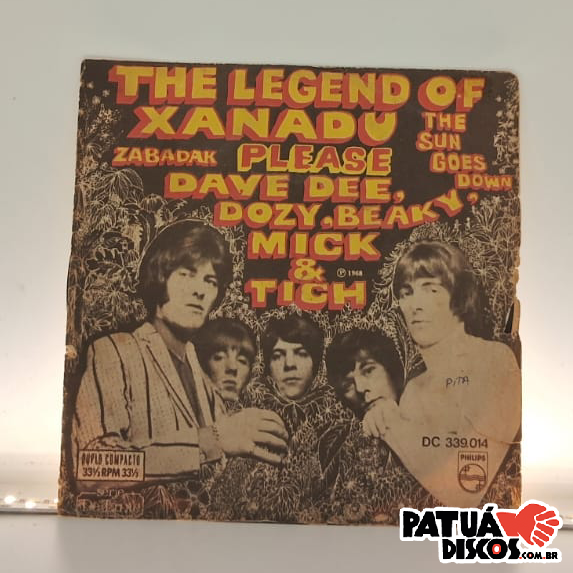 THE LEGEND OF
XANADU
THE
SUN
GOES
DOWN
ZABADAK
PLEASE
DAVE DEE,
DOZY, BEAKY,
MICK
&
TICH
℗ 1968
PITA
DC 339.014
PHILIPS
DUPLO COMPACTO
33⅓ RPM 33⅓
PATUÁ
DISCOS.COM.BR